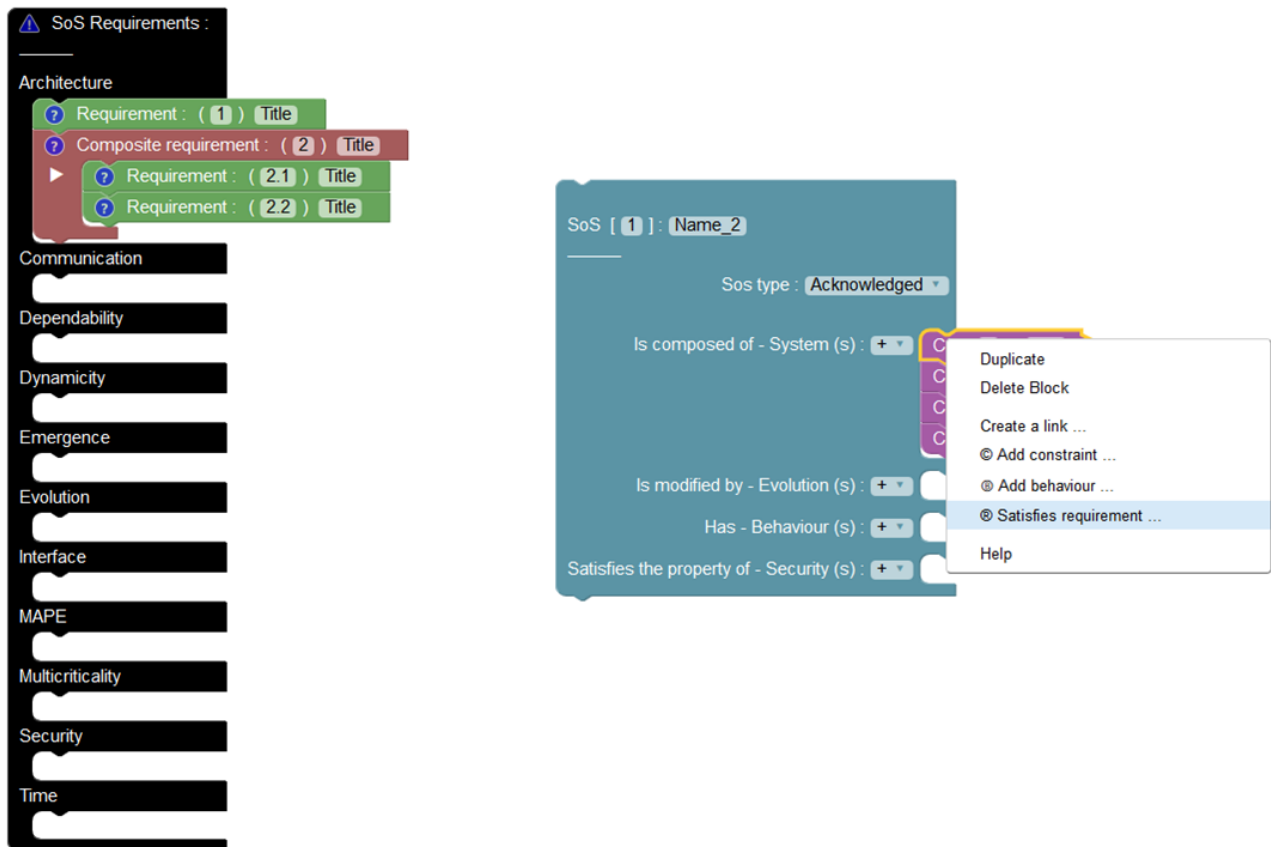 SoS Requirements :
Architecture
? Requirement : ( 1 ) Title
? Composite requirement : ( 2 ) Title
? Requirement : ( 2.1 ) Title
? Requirement : ( 2.2 ) Title
Communication
Dependability
Dynamicity
Emergence
Evolution
Interface
MAPE
Multicriticality
Security
Time
SoS [ 1 ] : Name_2
Sos type : Acknowledged
Is composed of - System (s) : +
C
C
C
C
Is modified by - Evolution (s) : +
Has - Behaviour (s) : +
Satisfies the property of - Security (s) : +
Duplicate
Delete Block
Create a link ...
© Add constraint ...
® Add behaviour ...
® Satisfies requirement ...
Help